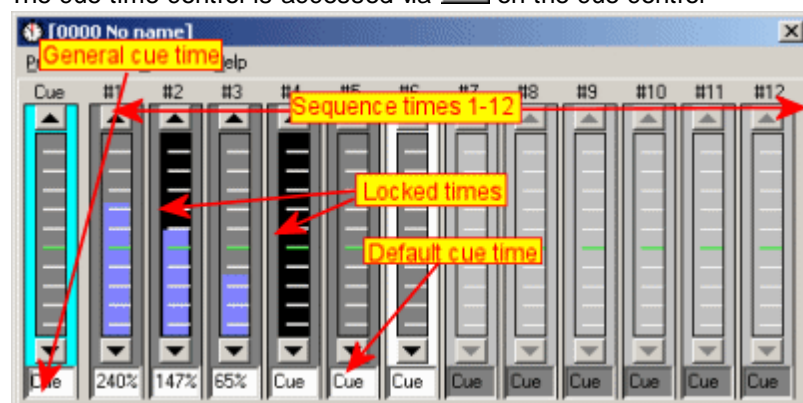 The cue time control is accessed via on the cue control
[0000 No name]
General cue time elp
Cue #1 #2 #3 #4 #5 #6 #7 #8 #9 #10 #11 #12
Sequence times 1-12
Locked times
Default cue time
Cue 240% 147% 65% Cue Cue Cue Cue Cue Cue Cue Cue Cue